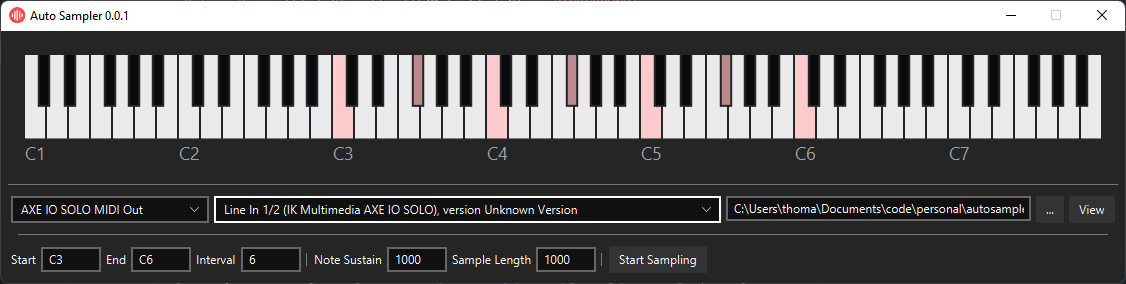 Auto Sampler 0.0.1
C1 C2 C3 C4 C5 C6 C7
AXE IO SOLO MIDI Out Line In 1/2 (IK Multimedia AXE IO SOLO), version Unknown Version C:\Users\thoma\Documents\code\personal\autosample ... View
Start C3 End C6 Interval 6 | Note Sustain 1000 Sample Length 1000 | Start Sampling